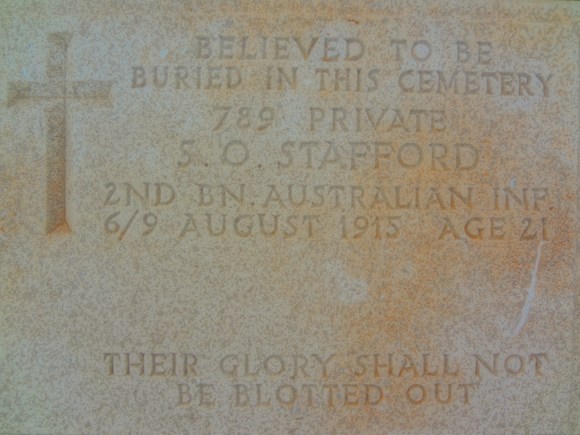 BELIEVED TO BE
BURIED IN THIS CEMETERY
789 PRIVATE
S. O. STAFFORD
2ND BN. AUSTRALIAN INF.
6/9 AUGUST 1915 AGE 21
THEIR GLORY SHALL NOT
BE BLOTTED OUT